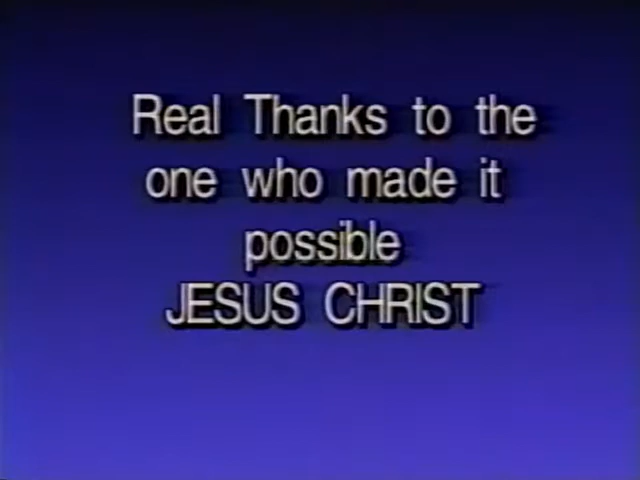 Real Thanks to the
one who made it
possible
JESUS CHRIST